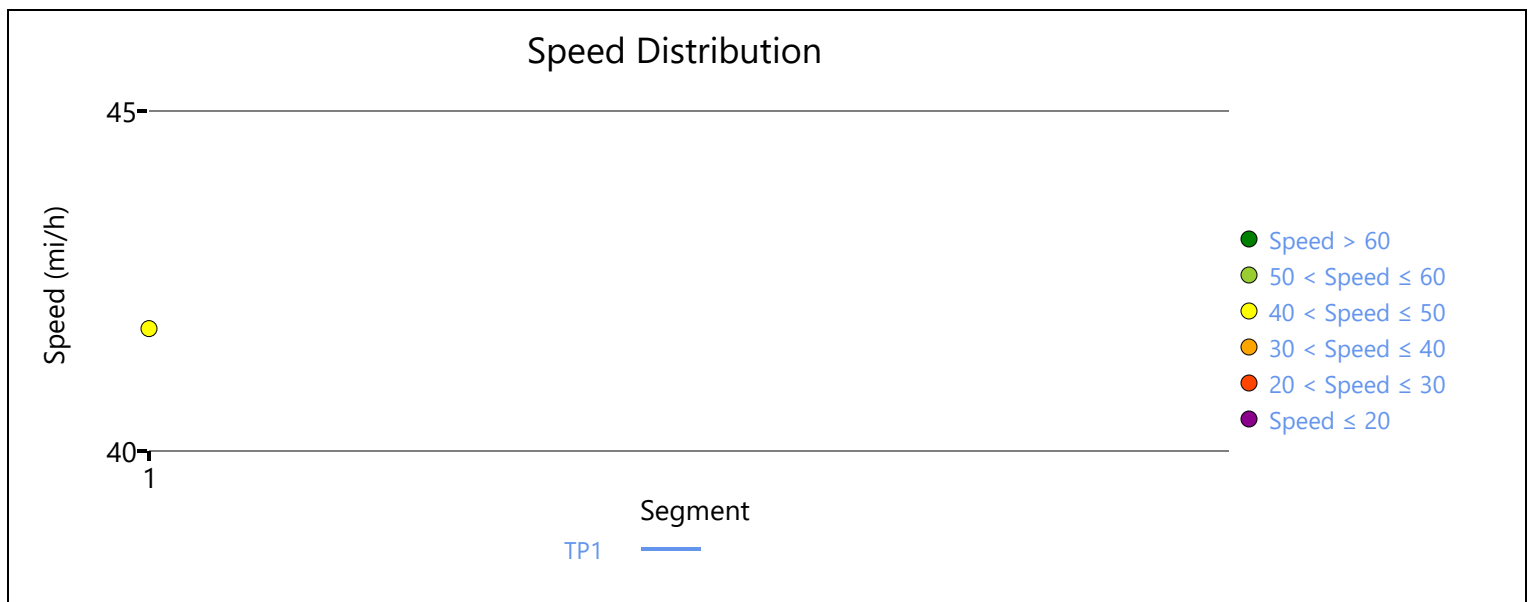 Speed Distribution
45
Speed (mi/h)
Speed > 60
50 < Speed ≤ 60
40 < Speed ≤ 50
30 < Speed ≤ 40
20 < Speed ≤ 30
Speed ≤ 20
40
1
Segment
TP1